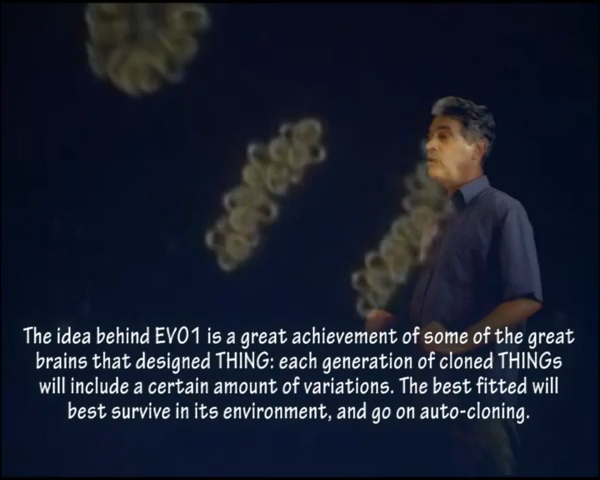 The idea behind EVO1 is a great achievement of some of the great
brains that designed THING: each generation of cloned THINGs
will include a certain amount of variations. The best fitted will
best survive in its environment, and go on auto-cloning.